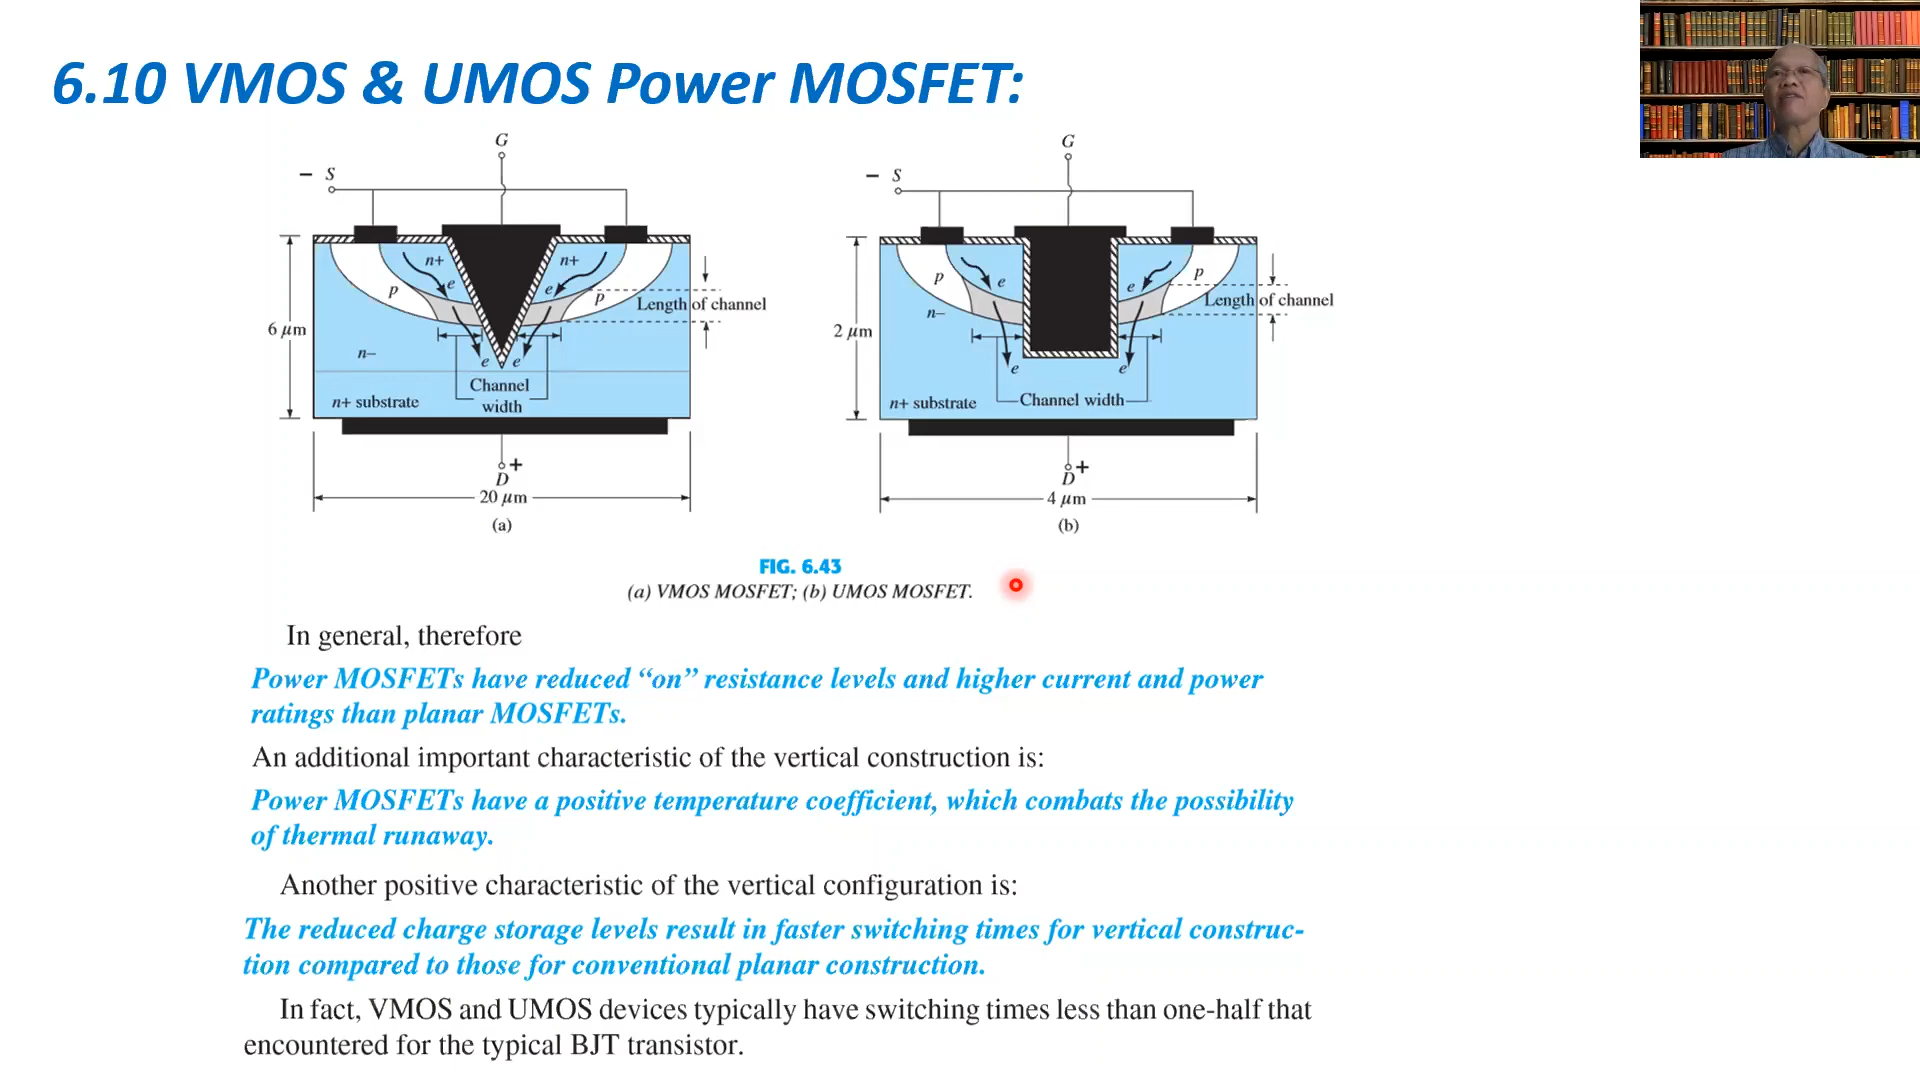 6.10 VMOS & UMOS Power MOSFET:
G
– S
n+
n+
e
e
p
p
Length of channel
6 μm
n–
e
e
Channel
width
n+ substrate
+
D
20 μm
(a)
G
– S
p
p
e
e
Length of channel
n–
2 μm
e
e
n+ substrate
Channel width
+
D
4 μm
(b)
FIG. 6.43
(a) VMOS MOSFET; (b) UMOS MOSFET.
In general, therefore
Power MOSFETs have reduced “on” resistance levels and higher current and power
ratings than planar MOSFETs.
An additional important characteristic of the vertical construction is:
Power MOSFETs have a positive temperature coefficient, which combats the possibility
of thermal runaway.
Another positive characteristic of the vertical configuration is:
The reduced charge storage levels result in faster switching times for vertical construc-
tion compared to those for conventional planar construction.
In fact, VMOS and UMOS devices typically have switching times less than one-half that
encountered for the typical BJT transistor.